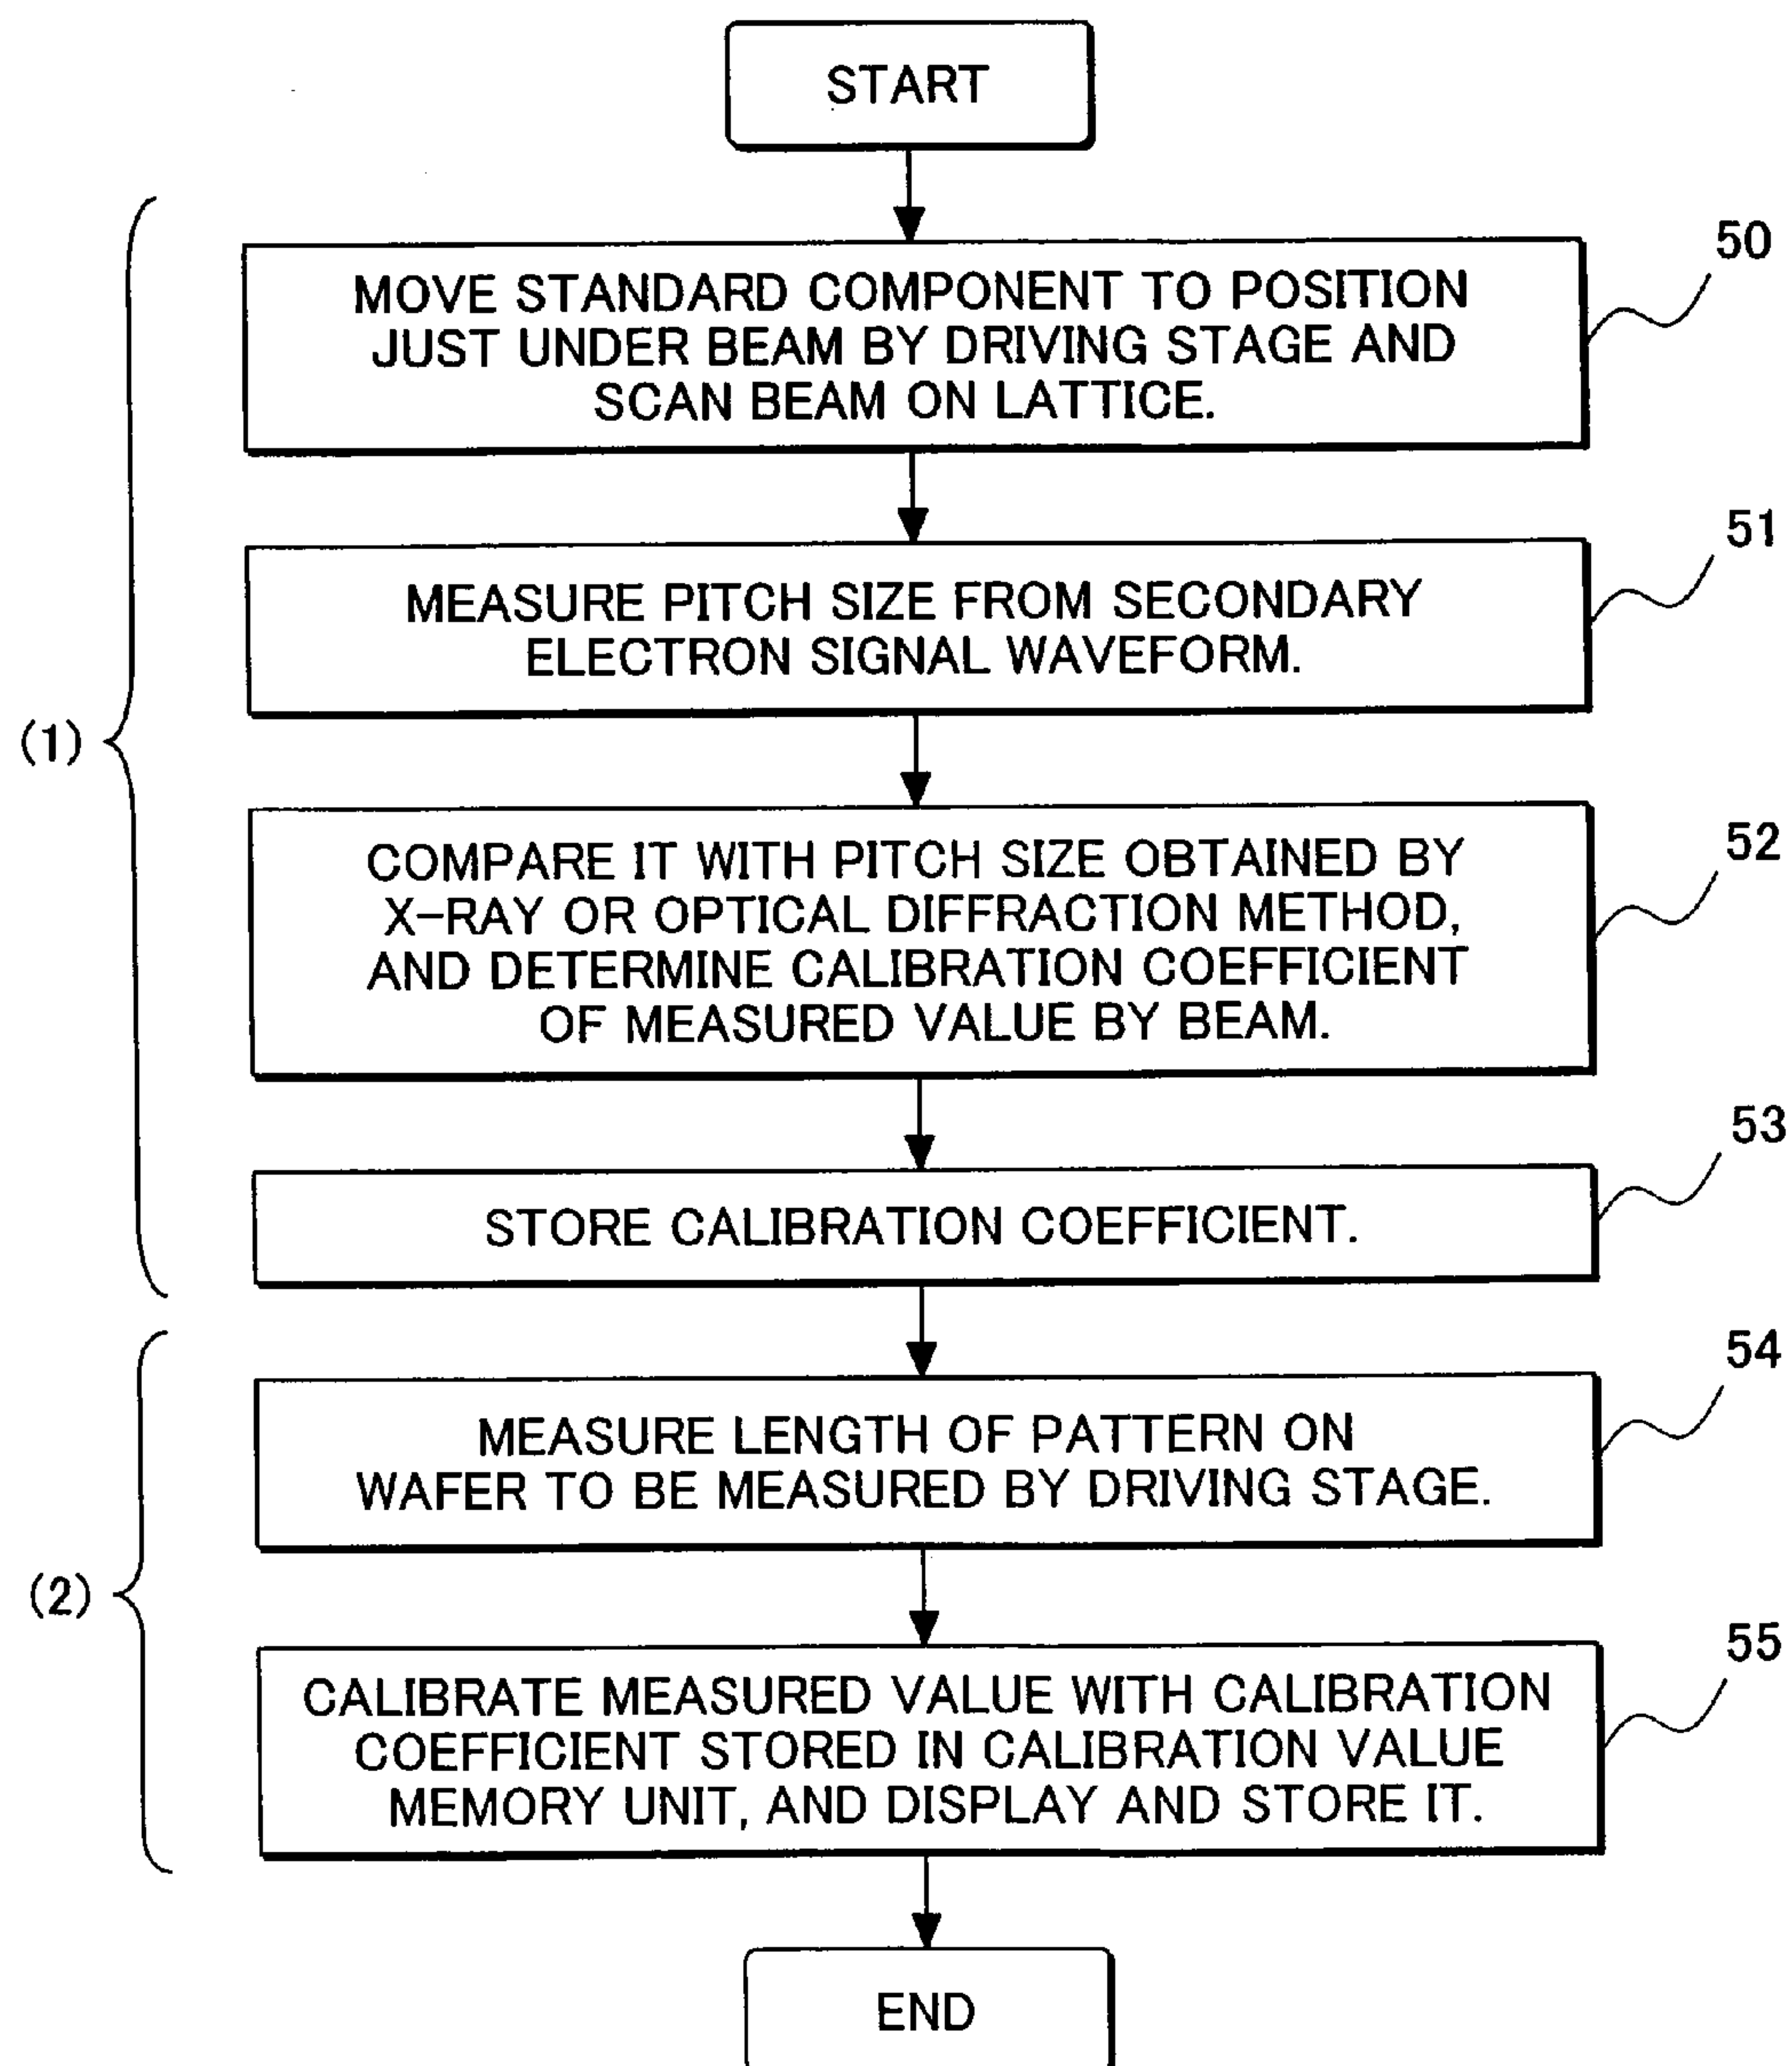 START
50
MOVE STANDARD COMPONENT TO POSITION
JUST UNDER BEAM BY DRIVING STAGE AND
SCAN BEAM ON LATTICE.
51
MEASURE PITCH SIZE FROM SECONDARY
ELECTRON SIGNAL WAVEFORM.
(1)
52
COMPARE IT WITH PITCH SIZE OBTAINED BY
X-RAY OR OPTICAL DIFFRACTION METHOD,
AND DETERMINE CALIBRATION COEFFICIENT
OF MEASURED VALUE BY BEAM.
53
STORE CALIBRATION COEFFICIENT.
54
MEASURE LENGTH OF PATTERN ON
WAFER TO BE MEASURED BY DRIVING STAGE.
(2)
55
CALIBRATE MEASURED VALUE WITH CALIBRATION
COEFFICIENT STORED IN CALIBRATION VALUE
MEMORY UNIT, AND DISPLAY AND STORE IT.
END